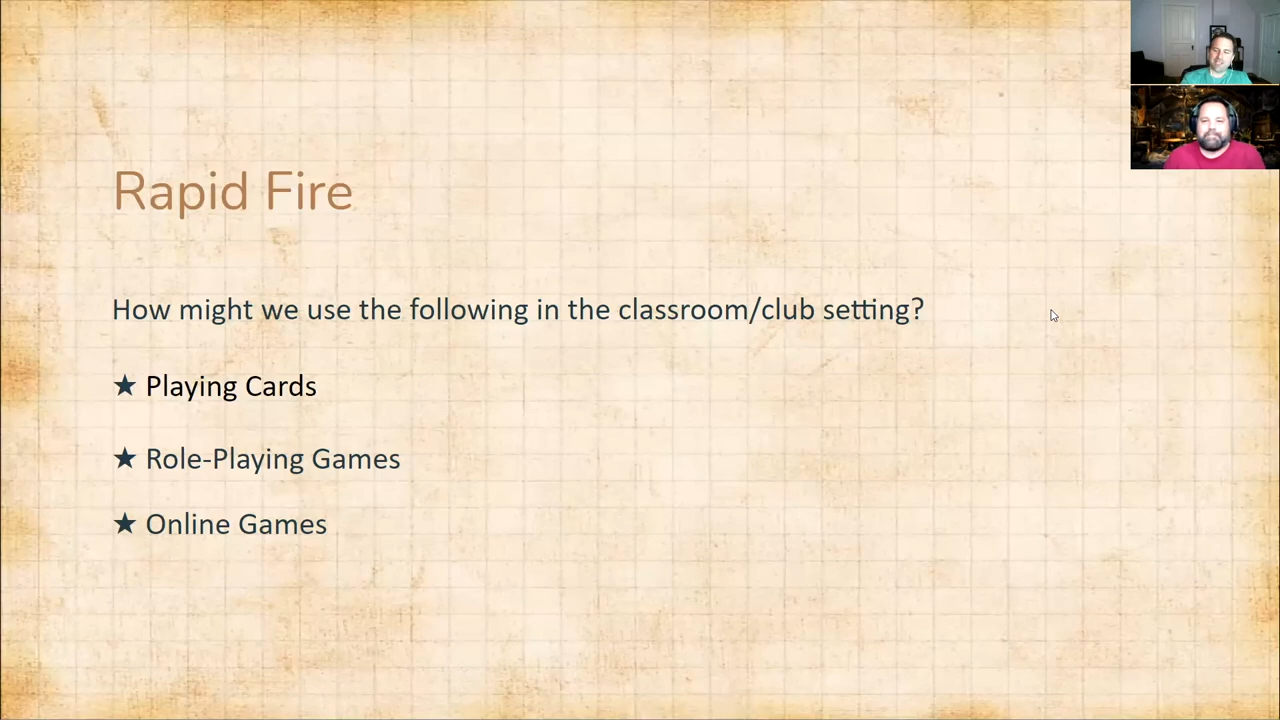 Rapid Fire
How might we use the following in the classroom/club setting?
★ Playing Cards
★ Role-Playing Games
★ Online Games